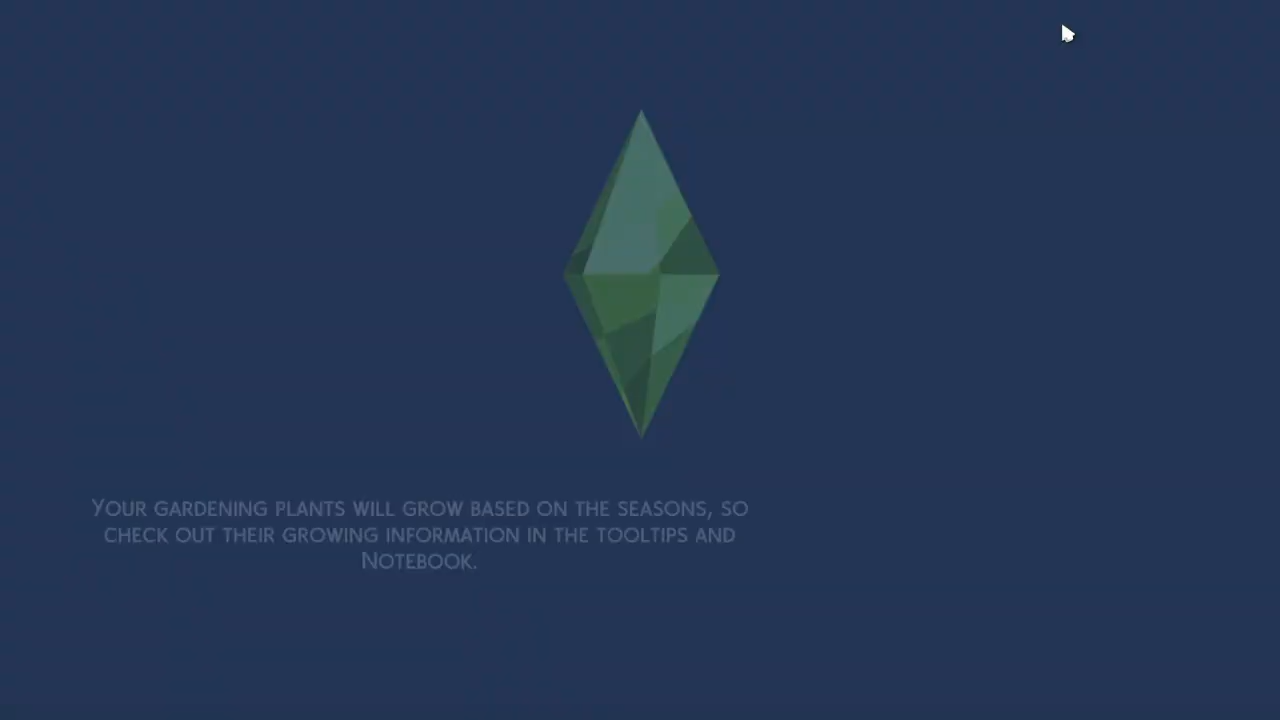 Your gardening plants will grow based on the seasons, so
check out their growing information in the tooltips and
Notebook.